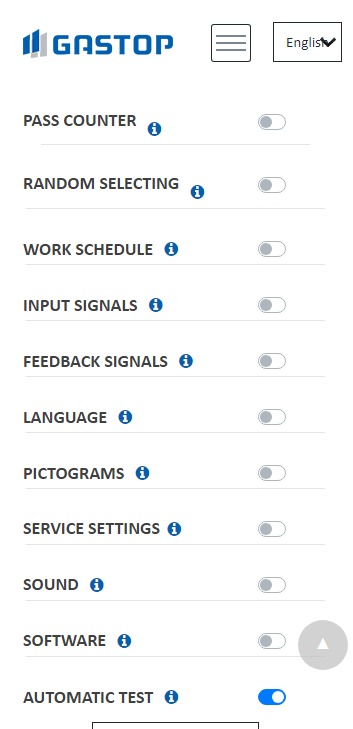 GASTOP
English
PASS COUNTER
RANDOM SELECTING
WORK SCHEDULE
INPUT SIGNALS
FEEDBACK SIGNALS
LANGUAGE
PICTOGRAMS
SERVICE SETTINGS
SOUND
SOFTWARE
AUTOMATIC TEST